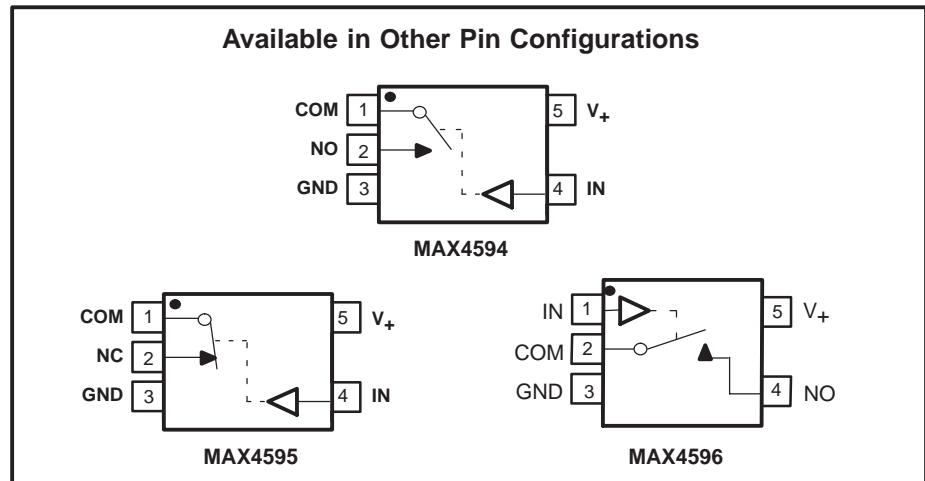 Available in Other Pin Configurations
COM 1 5 V+
NO 2
GND 3 4 IN
MAX4594
COM 1 5 V+
NC 2
GND 3 4 IN
MAX4595
IN 1 5 V+
COM 2
GND 3 4 NO
MAX4596